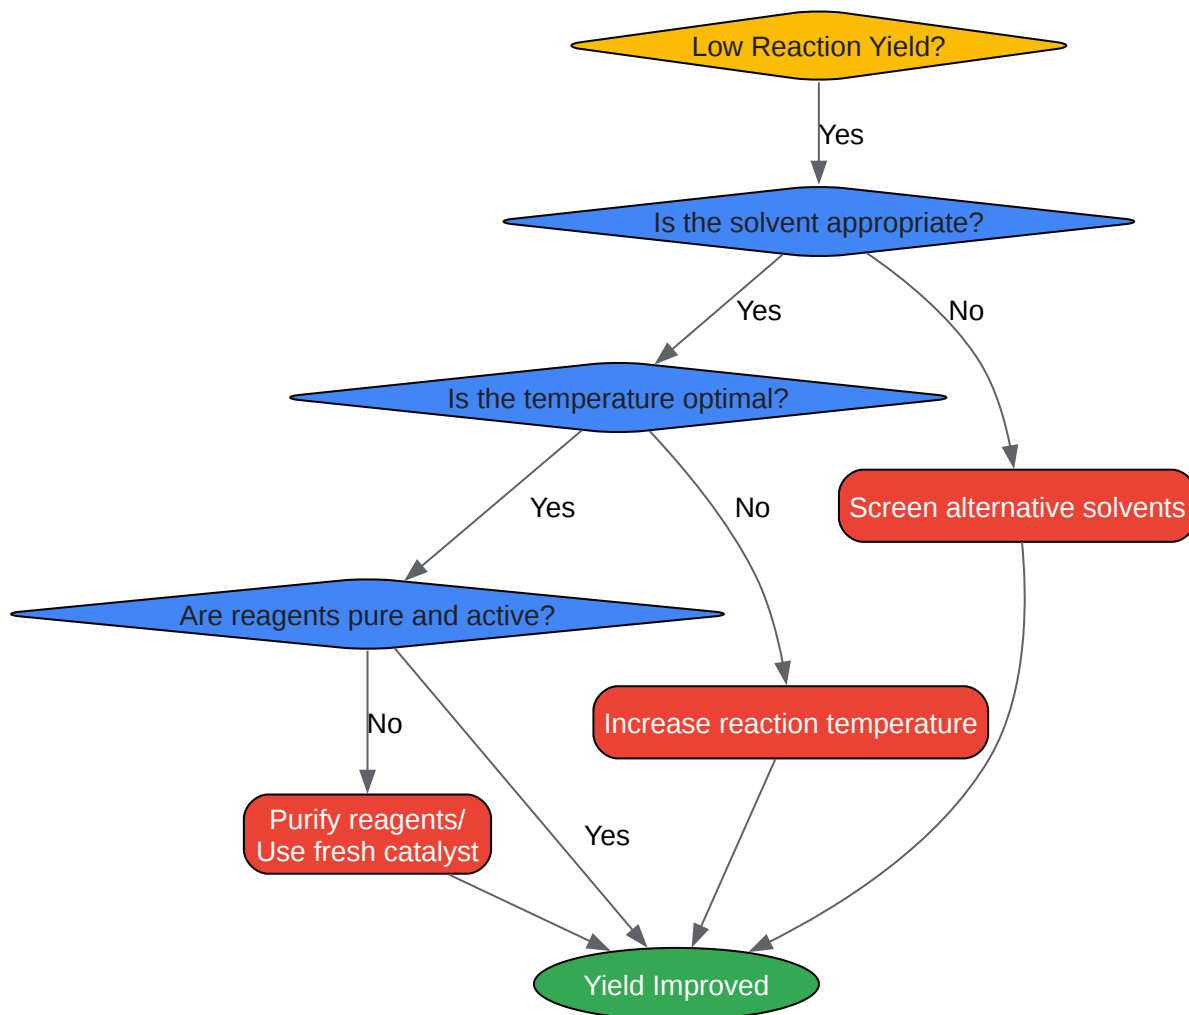 Low Reaction Yield?
Yes
Is the solvent appropriate?
Yes
No
Is the temperature optimal?
Yes
No
Screen alternative solvents
Are reagents pure and active?
No
Increase reaction temperature
Purify reagents/
Use fresh catalyst
Yes
Yield Improved